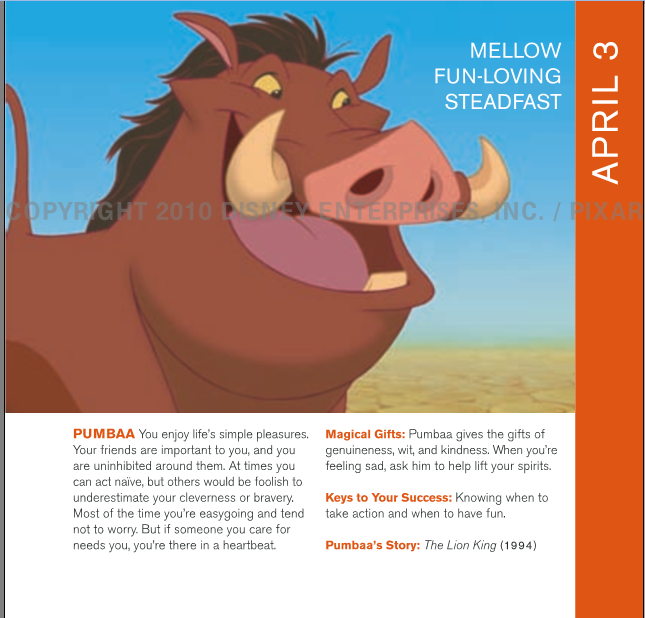 MELLOW
FUN-LOVING
STEADFAST
APRIL 3
COPYRIGHT 2010 DISNEY ENTERPRISES, INC. / PIXAR
PUMBAA You enjoy life's simple pleasures.
Your friends are important to you, and you
are uninhibited around them. At times you
can act naïve, but others would be foolish to
underestimate your cleverness or bravery.
Most of the time you're easygoing and tend
not to worry. But if someone you care for
needs you, you're there in a heartbeat.
Magical Gifts: Pumbaa gives the gifts of
genuineness, wit, and kindness. When you're
feeling sad, ask him to help lift your spirits.
Keys to Your Success: Knowing when to
take action and when to have fun.
Pumbaa's Story: The Lion King (1994)